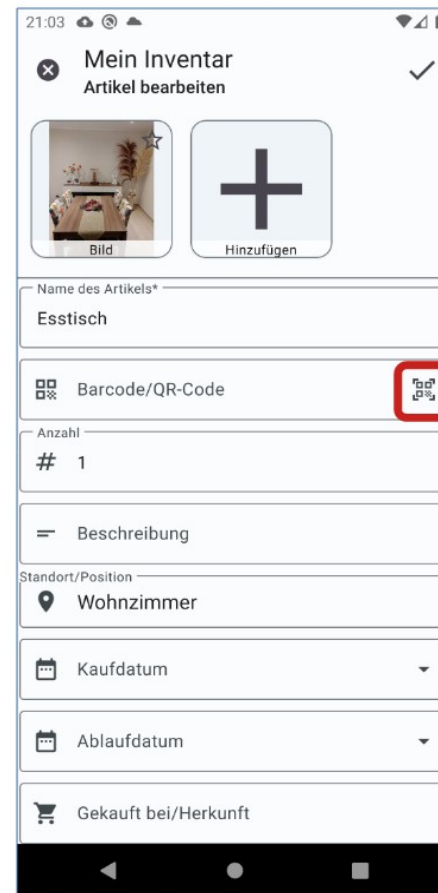 21:03
Mein Inventar
Artikel bearbeiten
Bild
Hinzufügen
Name des Artikels*
Esstisch
Barcode/QR-Code
Anzahl
# 1
Beschreibung
Standort/Position
Wohnzimmer
Kaufdatum
Ablaufdatum
Gekauft bei/Herkunft